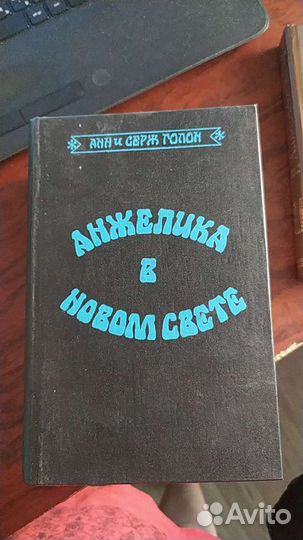 АНН и СЕРЖ ГОЛОН
АНЖЕЛИКА
В
НОВОМ СВЕТЕ
Avito